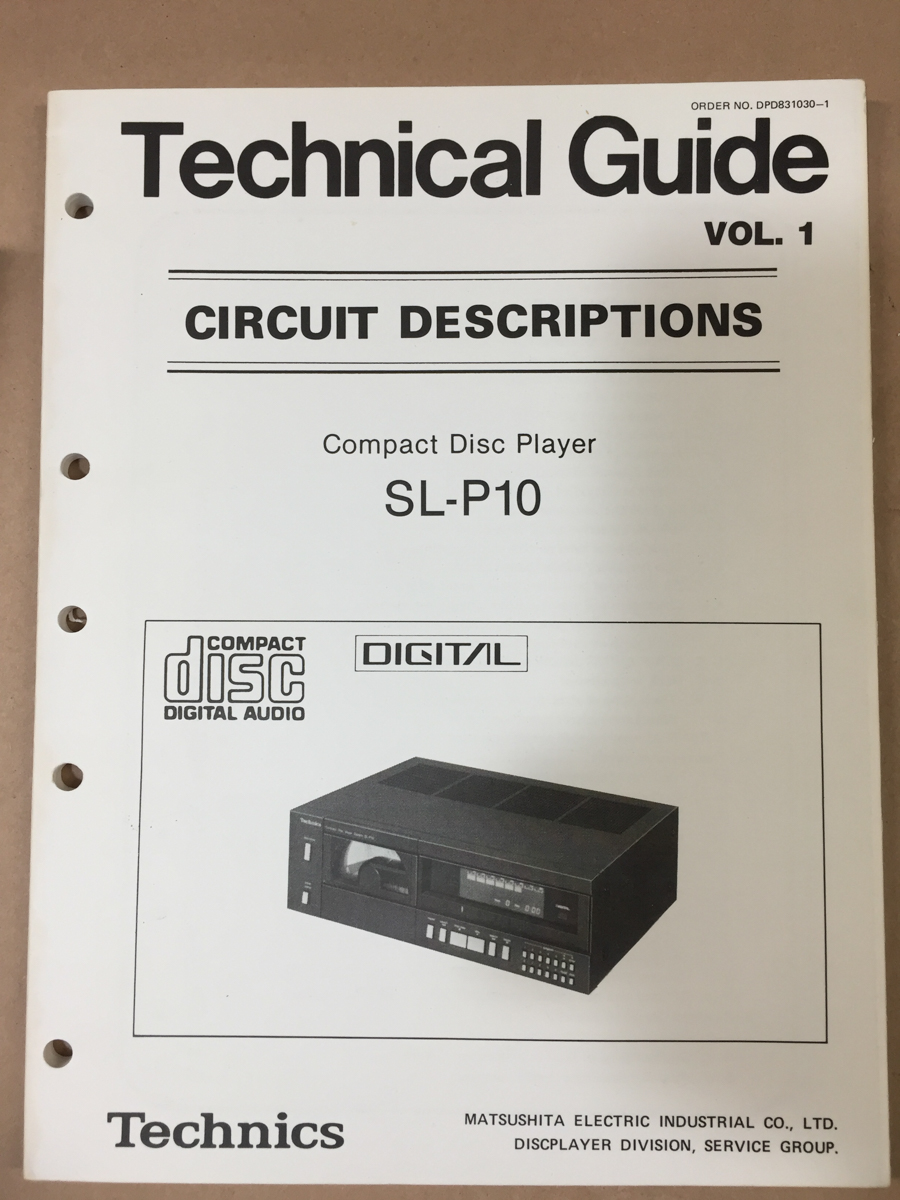 ORDER NO. DPD831030–1
Technical Guide
VOL. 1
CIRCUIT DESCRIPTIONS
Compact Disc Player
SL-P10
COMPACT
disc
DIGITAL AUDIO
DIGITAL
Technics
Technics
MATSUSHITA ELECTRIC INDUSTRIAL CO., LTD.
DISCPLAYER DIVISION, SERVICE GROUP.